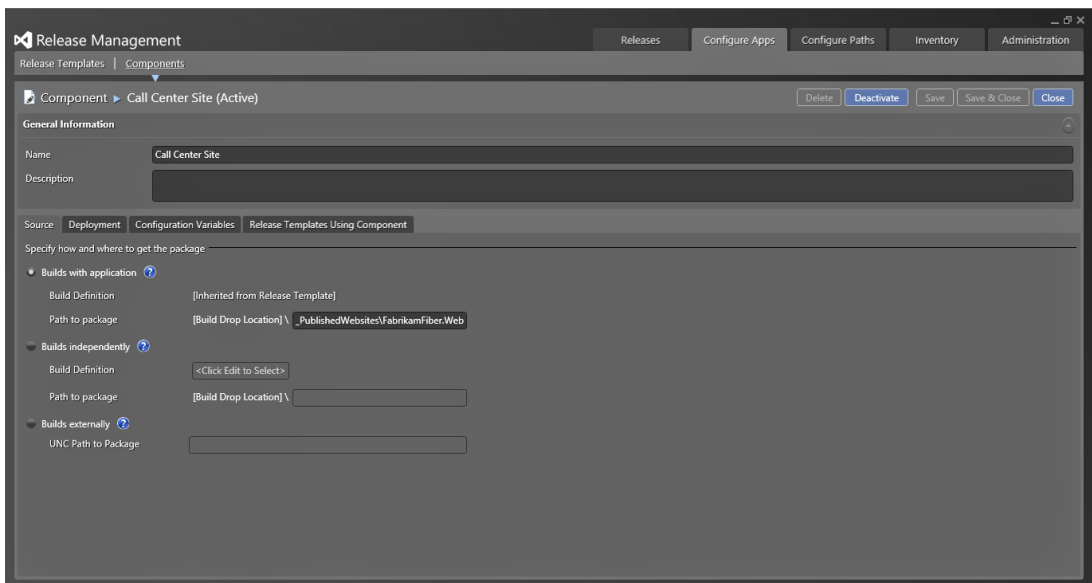 Release Management
Releases
Configure Apps
Configure Paths
Inventory
Administration
Release Templates | Components
Component ▶ Call Center Site (Active)
Delete
Deactivate
Save
Save & Close
Close
General Information
Name
Call Center Site
Description
Source
Deployment
Configuration Variables
Release Templates Using Component
Specify how and where to get the package
Builds with application ?
Build Definition
[Inherited from Release Template]
Path to package
[Build Drop Location] \ _PublishedWebsites\FabrikamFiber.Web
Builds independently ?
Build Definition
<Click Edit to Select>
Path to package
[Build Drop Location] \
Builds externally ?
UNC Path to Package